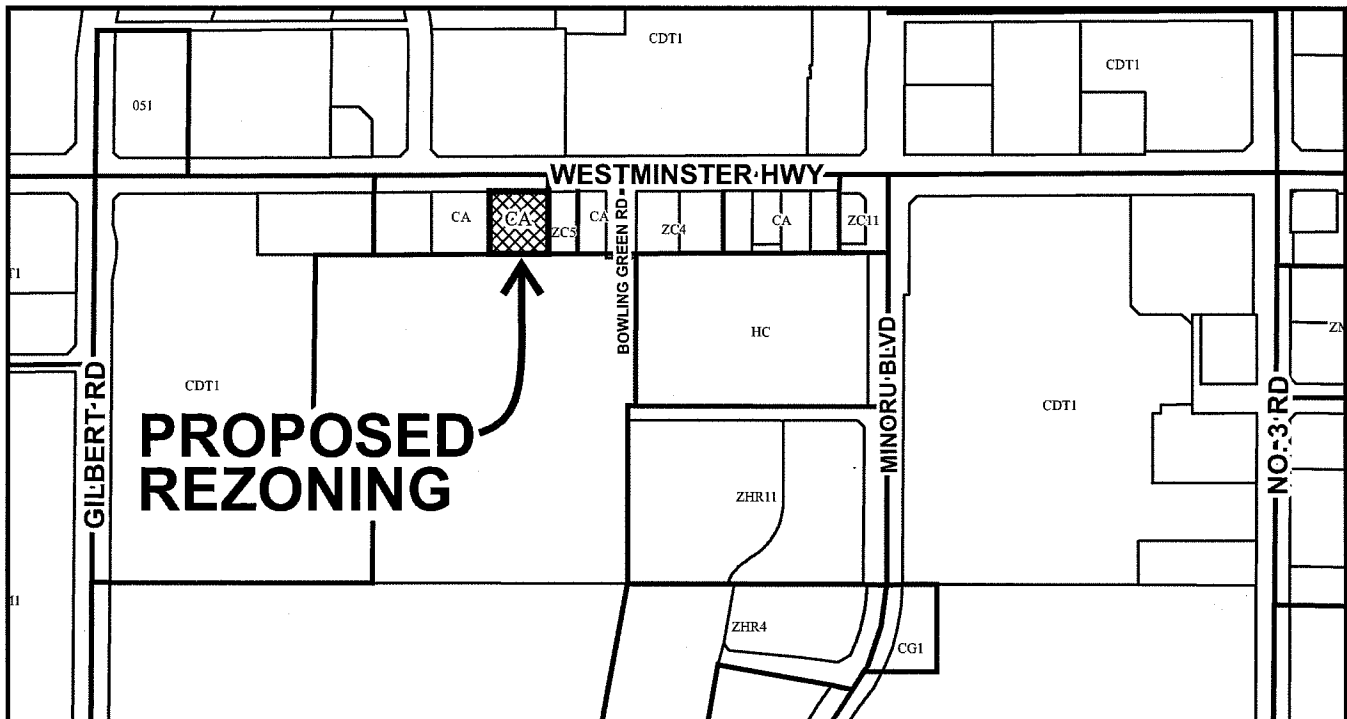 CDT1
CDT1
051
WESTMINSTER HWY
CA
CA
ZC5
CA
BOWLING GREEN RD
ZC4
CA
ZC11
T1
HC
GILBERT RD
CDT1
MINORU BLVD
CDT1
NO. 3 RD
PROPOSED
REZONING
ZHR11
ZHR4
CG1